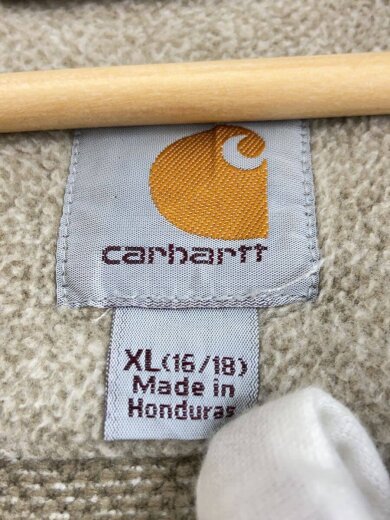 carhartt
XL(16/18)
Made in
Honduras